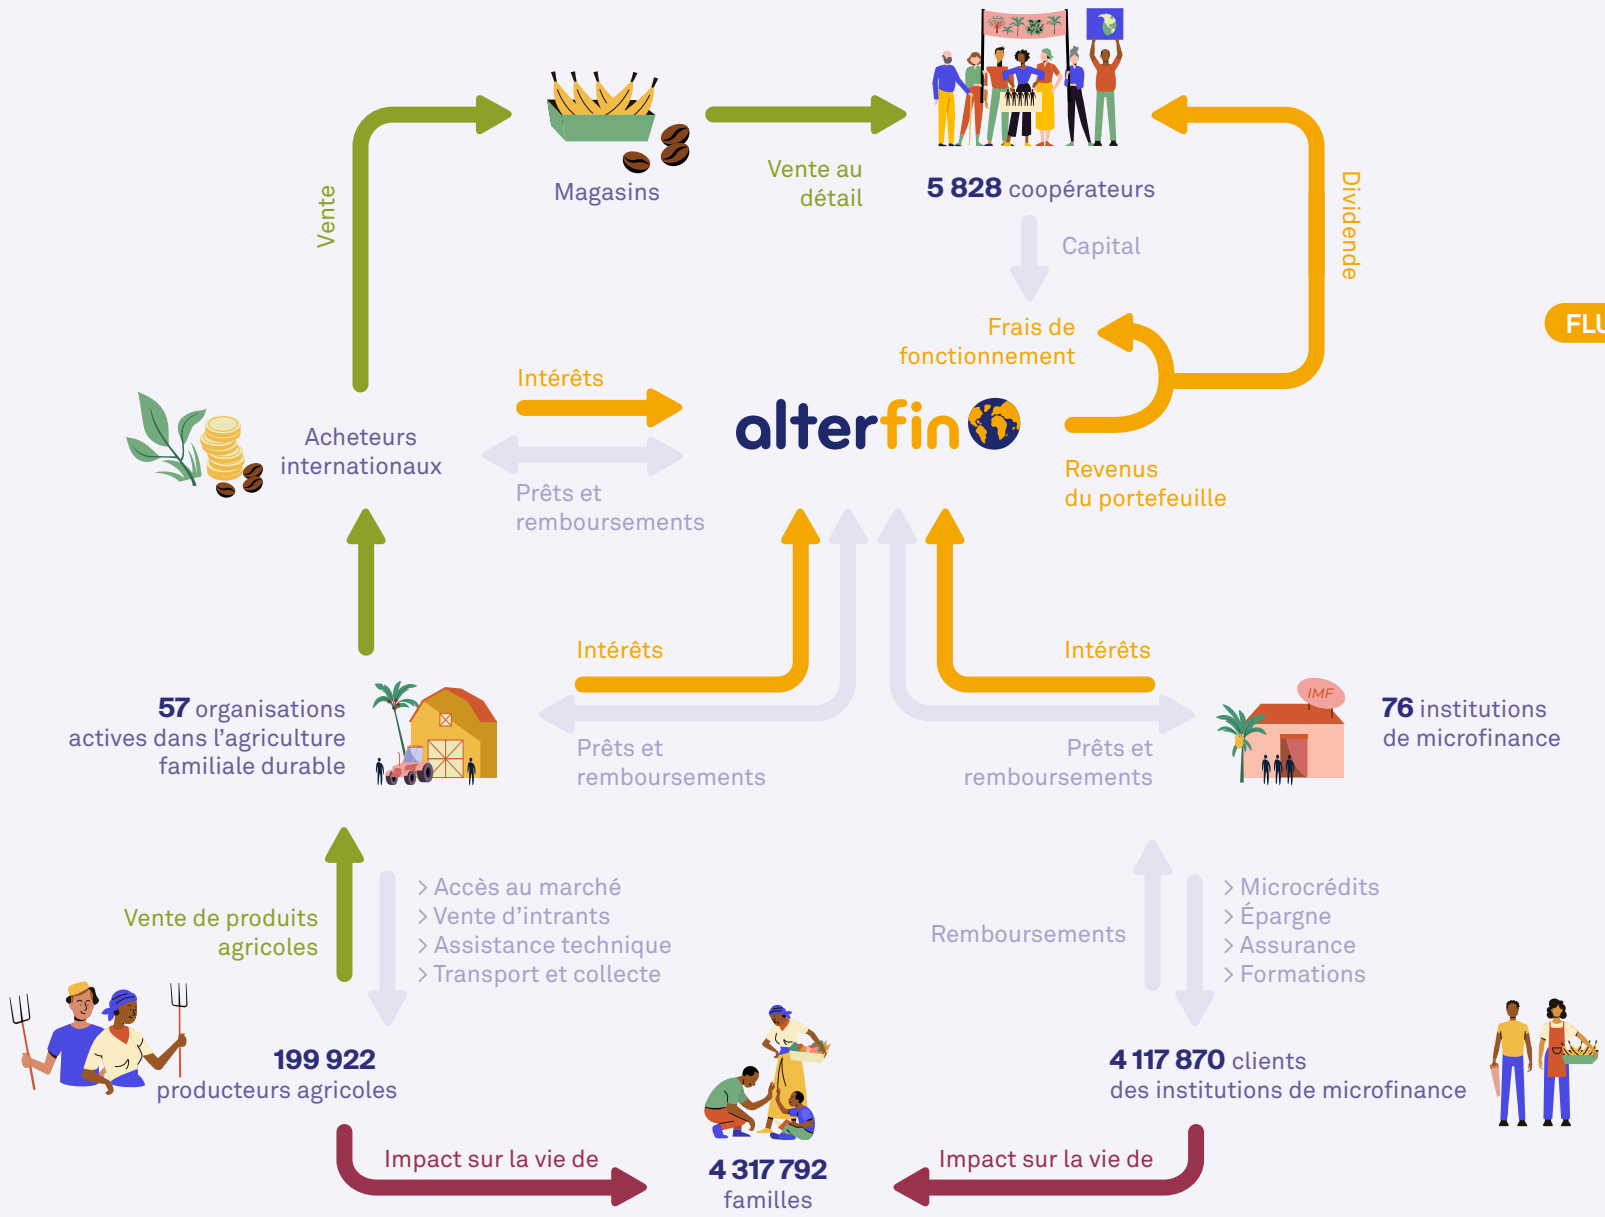 Magasins
Vente au
détail
5 828 coopérateurs
Vente
Dividende
Capital
FLU
Frais de
fonctionnement
Intérêts
alterfin
Acheteurs
internationaux
Prêts et
remboursements
Revenus
du portefeuille
Intérêts
Intérêts
57 organisations
actives dans l'agriculture
familiale durable
IMF
76 institutions
de microfinance
Prêts et
remboursements
Prêts et
remboursements
Vente de produits
agricoles
> Accès au marché
> Vente d'intrants
> Assistance technique
> Transport et collecte
Remboursements
> Microcrédits
> Épargne
> Assurance
> Formations
199 922
producteurs agricoles
4 117 870 clients
des institutions de microfinance
Impact sur la vie de
4 317 792
familles
Impact sur la vie de